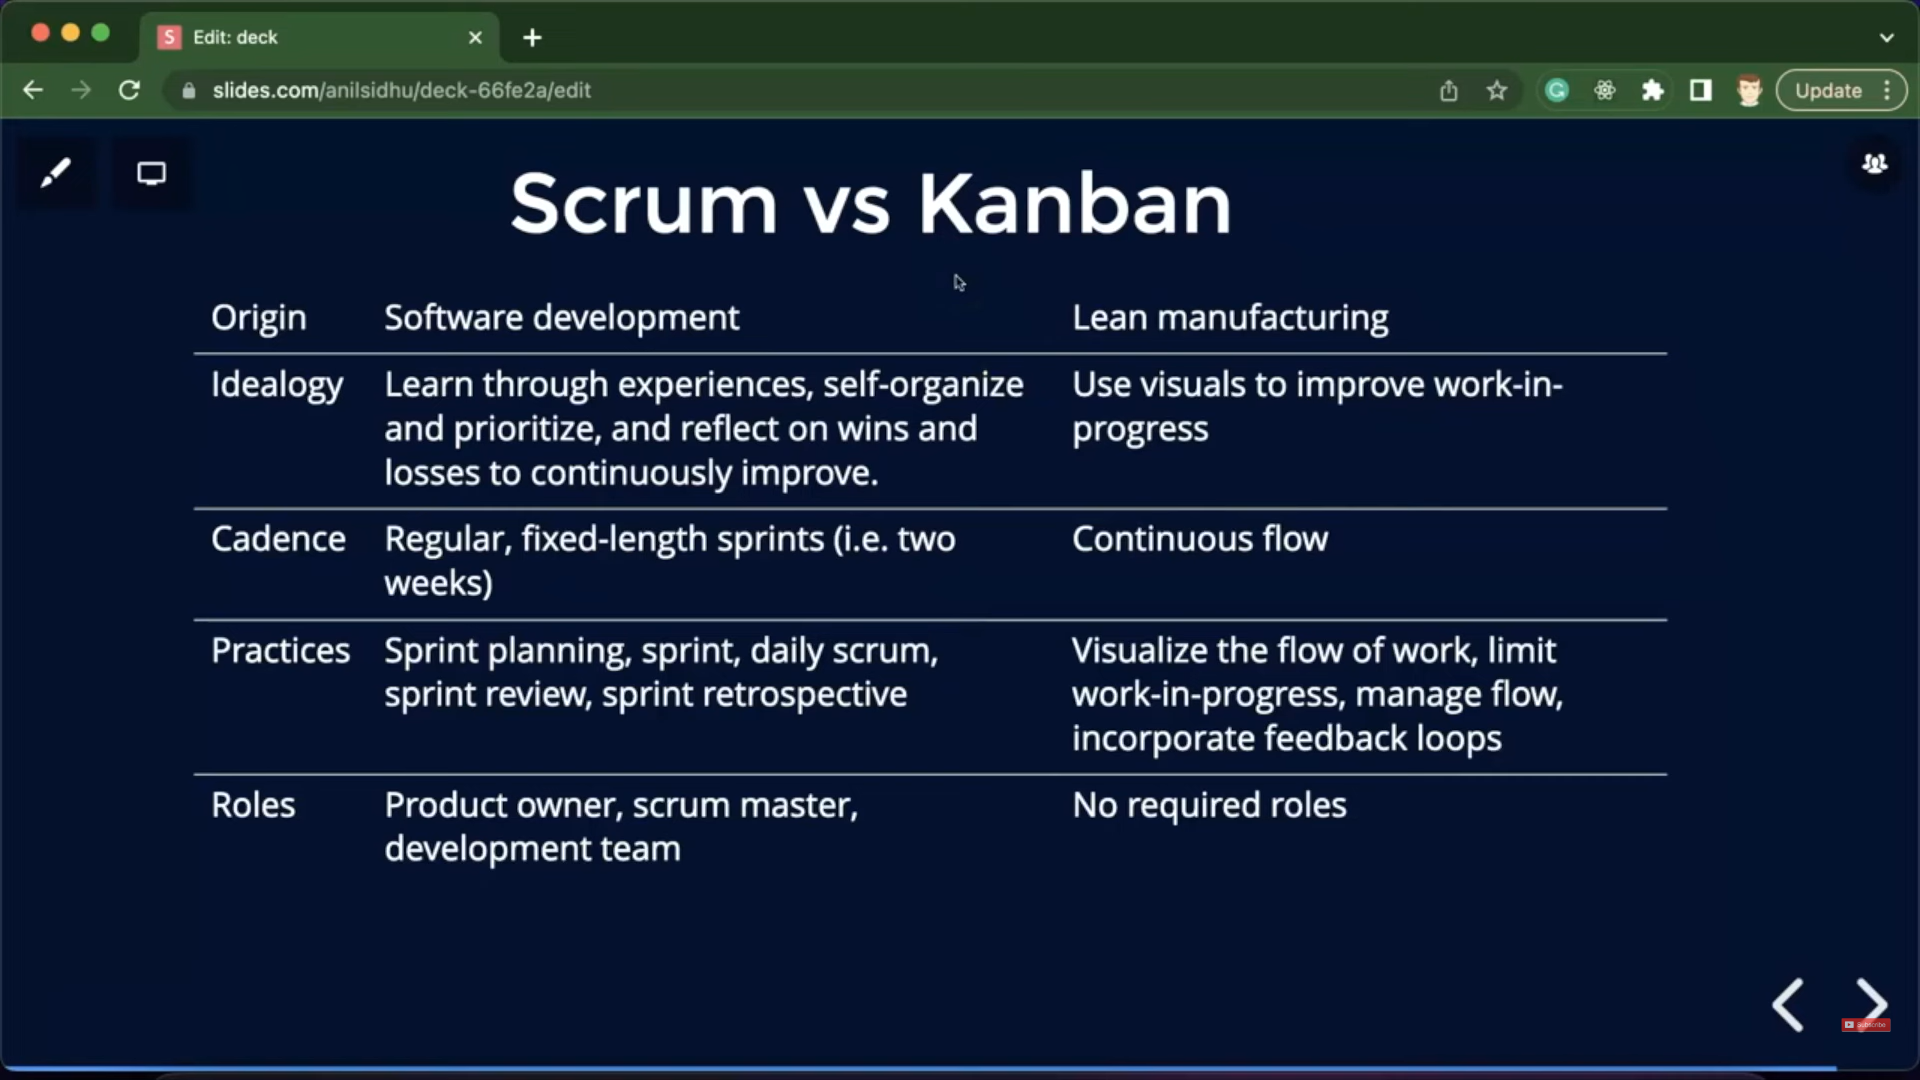 S Edit: deck
slides.com/anilsidhu/deck-66fe2a/edit
Update
Scrum vs Kanban
Origin Software development Lean manufacturing
Idealogy Learn through experiences, self-organize Use visuals to improve work-in-
and prioritize, and reflect on wins and progress
losses to continuously improve.
Cadence Regular, fixed-length sprints (i.e. two Continuous flow
weeks)
Practices Sprint planning, sprint, daily scrum, Visualize the flow of work, limit
sprint review, sprint retrospective work-in-progress, manage flow,
incorporate feedback loops
Roles Product owner, scrum master, No required roles
development team
Subscribe